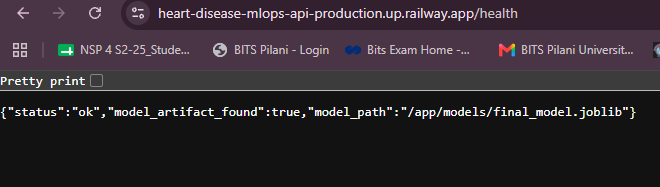 heart-disease-mlops-api-production.up.railway.app/health
NSP 4 S2-25_Stude...
BITS Pilani - Login
Bits Exam Home -...
BITS Pilani Universit...
Pretty print
{"status":"ok","model_artifact_found":true,"model_path":"/app/models/final_model.joblib"}